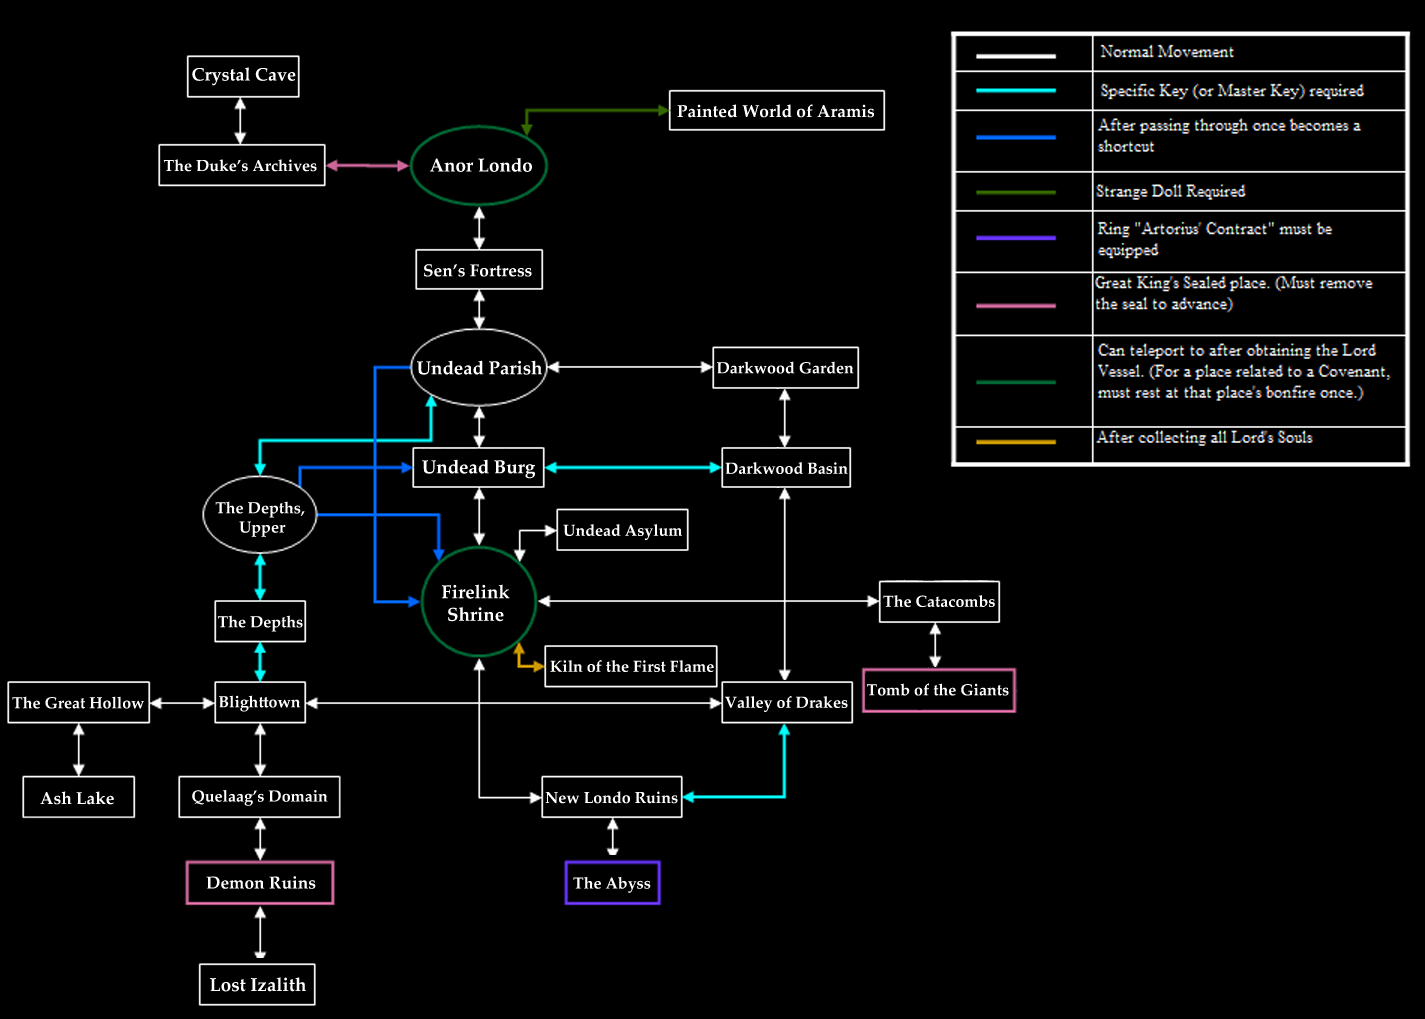 Crystal Cave
Painted World of Aramis
The Duke's Archives
Anor Londo
Sen's Fortress
Undead Parish
Darkwood Garden
Undead Burg
Darkwood Basin
The Depths,
Upper
Undead Asylum
Firelink
Shrine
The Catacombs
The Depths
Kiln of the First Flame
Tomb of the Giants
The Great Hollow
Blighttown
Valley of Drakes
Ash Lake
Quelaag's Domain
New Londo Ruins
Demon Ruins
The Abyss
Lost Izalith
Normal Movement
Specific Key (or Master Key) required
After passing through once becomes a
shortcut
Strange Doll Required
Ring "Artorius' Contract" must be
equipped
Great King's Sealed place. (Must remove
the seal to advance)
Can teleport to after obtaining the Lord
Vessel. (For a place related to a Covenant,
must rest at that place's bonfire once.)
After collecting all Lord's Souls